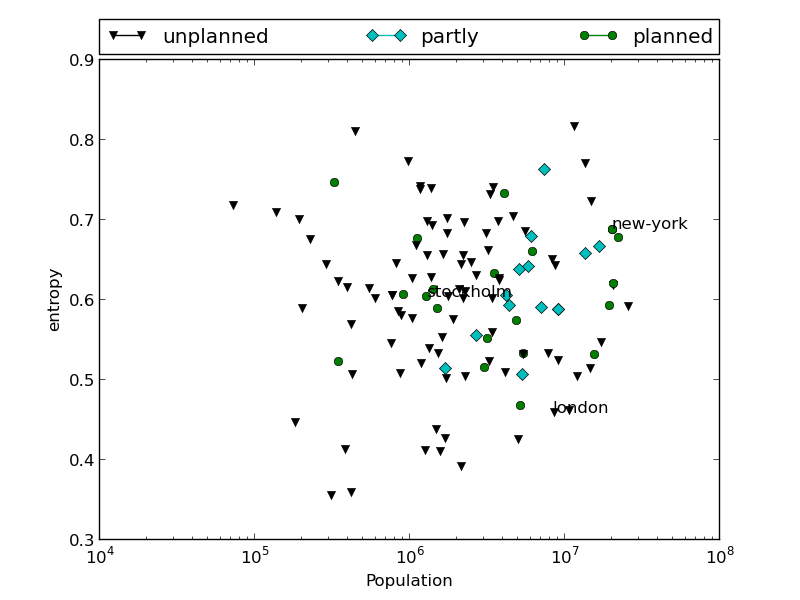 unplanned partly planned
0.9
0.8
0.7
0.6
0.5
0.4
0.3
entropy
new-york
stockholm
london
10^4 10^5 10^6 10^7 10^8
Population